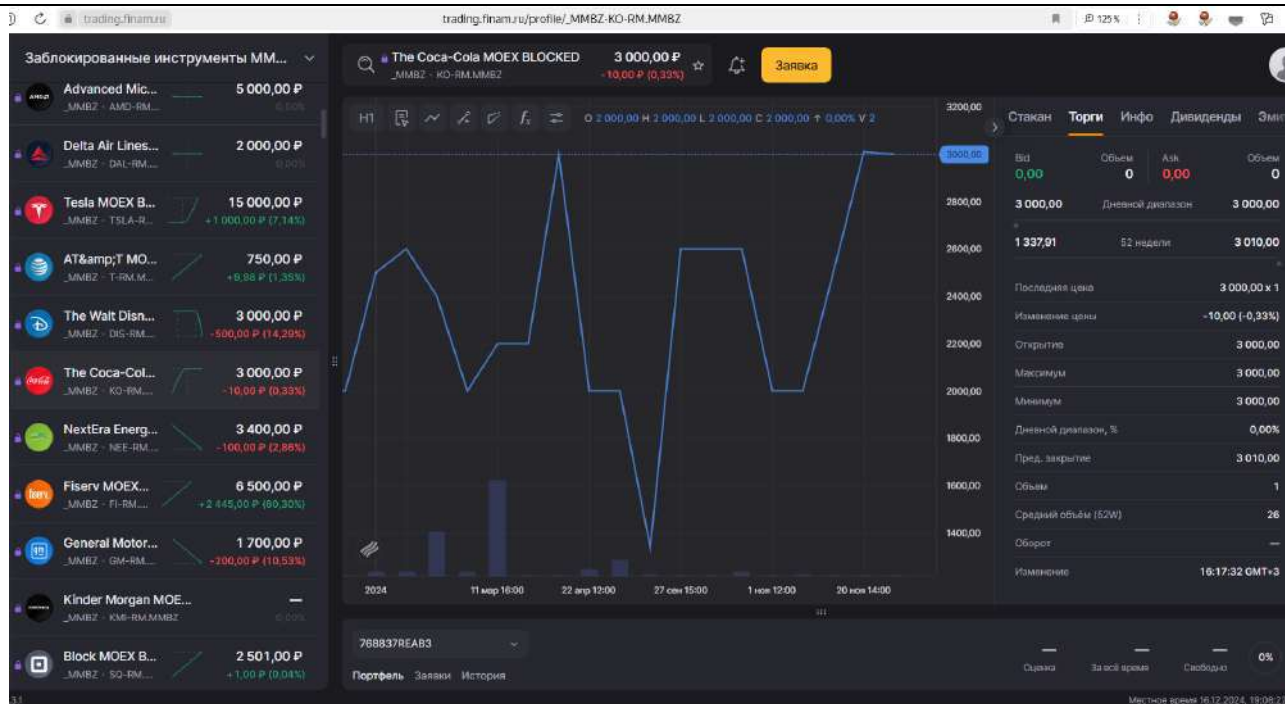 trading.finam.ru
trading.finam.ru/profile/_MMBZ-KO-RM.MMBZ
125 %
Заблокированные инструменты ММ...
Advanced Mic... 5 000,00 ₽
_MMBZ - AMD-RM... 0,00%
Delta Air Lines... 2 000,00 ₽
_MMBZ - DAL-RM... 0,00%
Tesla MOEX B... 15 000,00 ₽
_MMBZ - TSLA-R... +1 000,00 ₽ (7,14%)
AT&amp;T MO... 750,00 ₽
_MMBZ - T-RM.M... +9,98 ₽ (1,35%)
The Walt Disn... 3 000,00 ₽
_MMBZ - DIS-RM... -500,00 ₽ (14,29%)
The Coca-Col... 3 000,00 ₽
_MMBZ - KO-RM.... -10,00 ₽ (0,33%)
NextEra Energ... 3 400,00 ₽
_MMBZ - NEE-RM... -100,00 ₽ (2,86%)
Fiserv MOEX... 6 500,00 ₽
_MMBZ - FI-RM.... +2 445,00 ₽ (60,30%)
General Motor... 1 700,00 ₽
_MMBZ - GM-RM... -200,00 ₽ (10,53%)
Kinder Morgan MOE... —
_MMBZ - KMI-RM.MMBZ 0,00%
Block MOEX B... 2 501,00 ₽
_MMBZ - SQ-RM.... +1,00 ₽ (0,04%)
The Coca-Cola MOEX BLOCKED 3 000,00 ₽
_MMBZ - KO-RM.MMBZ -10,00 ₽ (0,33%)
Заявка
H1 O 2 000,00 H 2 000,00 L 2 000,00 C 2 000,00 ↑ 0,00% V 2
3200,00
3000,00
2800,00
2600,00
2400,00
2200,00
2000,00
1800,00
1600,00
1400,00
2024 11 мар 16:00 22 апр 12:00 27 сен 15:00 1 ноя 12:00 20 ноя 14:00
Стакан Торги Инфо Дивиденды Эми
Bid Объем Ask Объем
0,00 0 0,00 0
3 000,00 Дневной диапазон 3 000,00
1 337,91 52 недели 3 010,00
Последняя цена 3 000,00 x 1
Изменение цены -10,00 (-0,33%)
Открытие 3 000,00
Максимум 3 000,00
Минимум 3 000,00
Дневной диапазон, % 0,00%
Пред. закрытие 3 010,00
Объем 1
Средний объём (52W) 26
Оборот —
Изменение 16:17:32 GMT+3
768837REAB3
Портфель Заявки История
— — —
Оценка За всё время Свободно 0%
Местное время 16.12.2024, 19:08:2